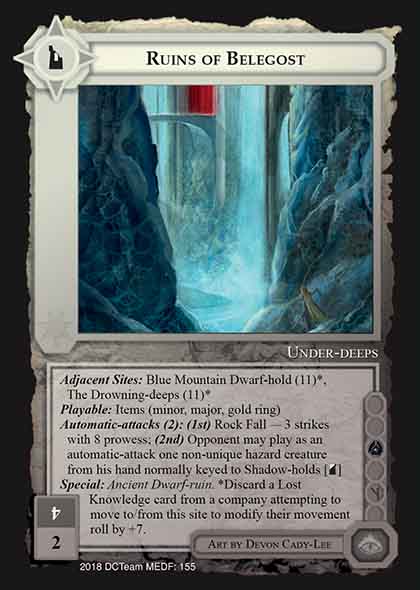 Ruins of Belegost
Under-deeps
Adjacent Sites: Blue Mountain Dwarf-hold (11)*,
The Drowning-deeps (11)*
Playable: Items (minor, major, gold ring)
Automatic-attacks (2): (1st) Rock Fall — 3 strikes
with 8 prowess; (2nd) Opponent may play as an
automatic-attack one non-unique hazard creature
from his hand normally keyed to Shadow-holds [ ]
Special: Ancient Dwarf-ruin. *Discard a Lost
Knowledge card from a company attempting to
move to/from this site to modify their movement
roll by +7.
4
2
Art by Devon Cady-Lee
2018 DCTeam MEDF: 155